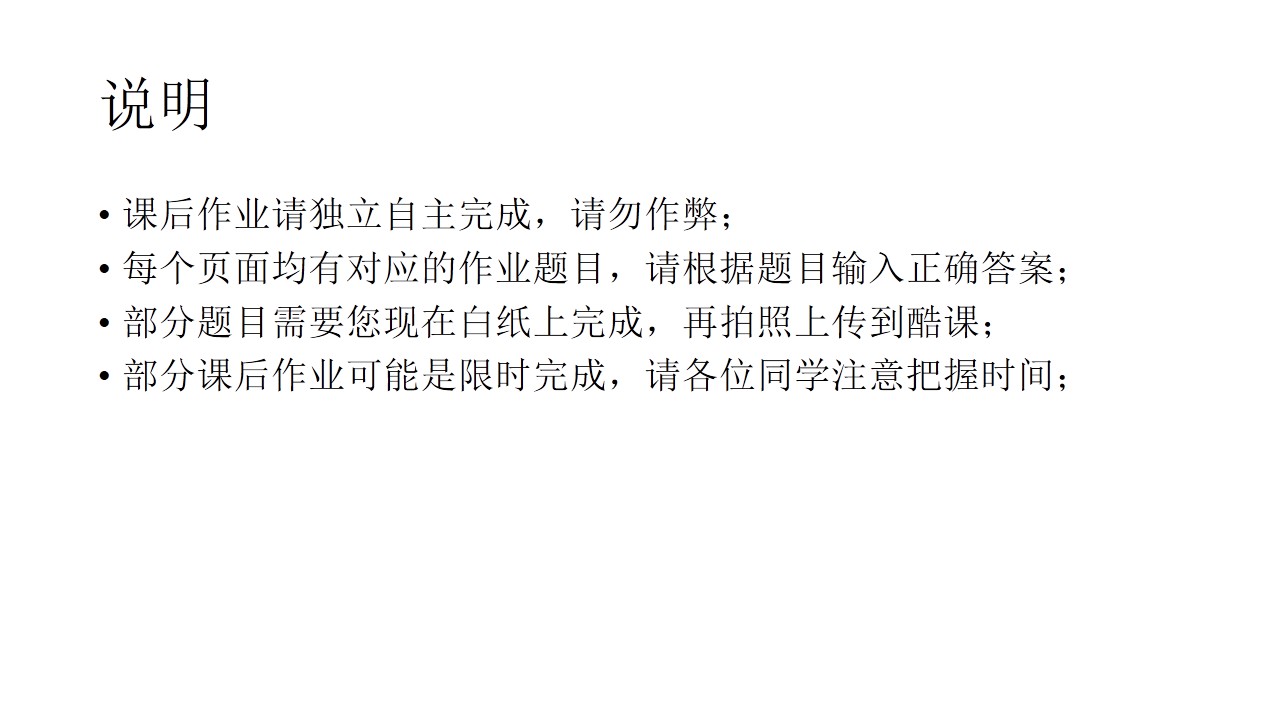 说明
• 课后作业请独立自主完成，请勿作弊；
• 每个页面均有对应的作业题目，请根据题目输入正确答案；
• 部分题目需要您现在白纸上完成，再拍照上传到酷课；
• 部分课后作业可能是限时完成，请各位同学注意把握时间；